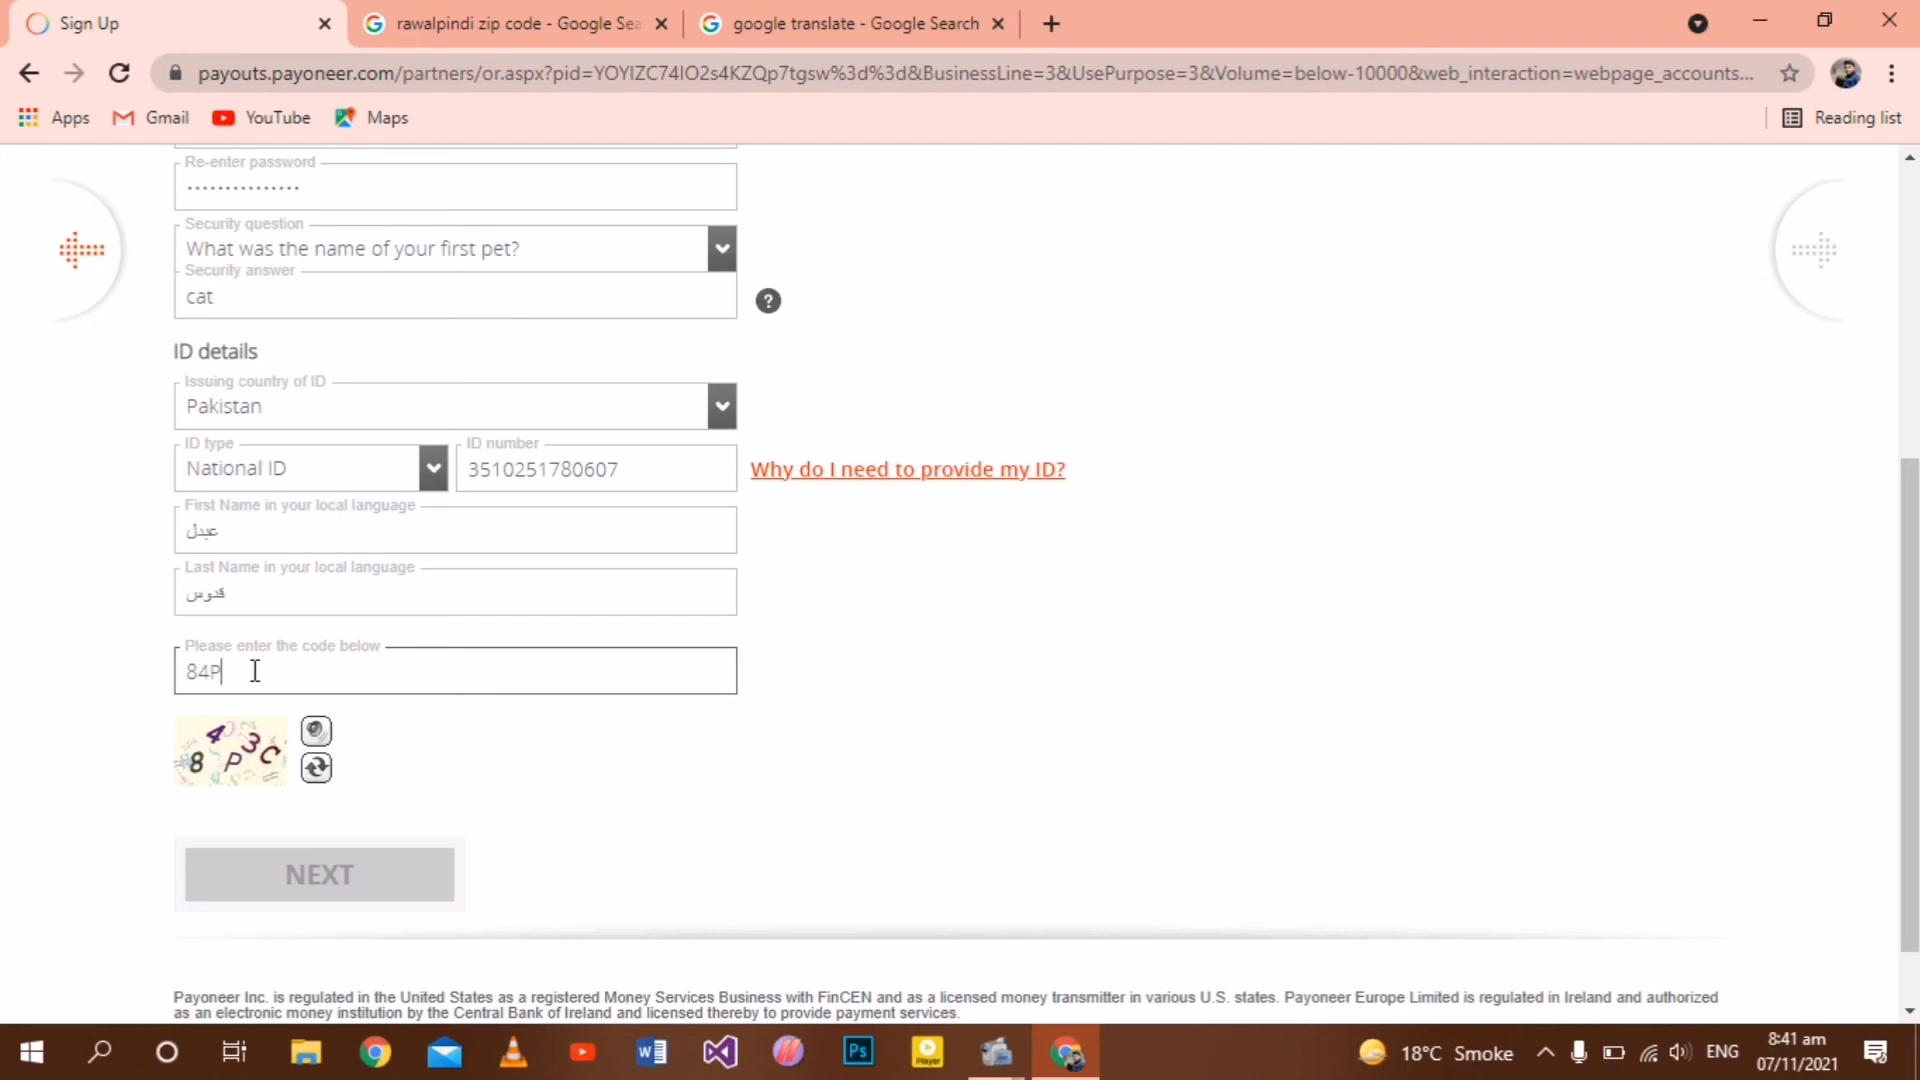 Sign Up
rawalpindi zip code - Google Sea
google translate - Google Search
payouts.payoneer.com/partners/or.aspx?pid=YOYIZC74IO2s4KZQp7tgsw%3d%3d&BusinessLine=3&UsePurpose=3&Volume=below-10000&web_interaction=webpage_accounts...
Apps
Gmail
YouTube
Maps
Reading list
Re-enter password
...............
Security question
What was the name of your first pet?
Security answer
cat
?
ID details
Issuing country of ID
Pakistan
ID type
National ID
ID number
3510251780607
Why do I need to provide my ID?
First Name in your local language
عبدل
Last Name in your local language
قدوس
Please enter the code below
84P
84P3C
NEXT
Payoneer Inc. is regulated in the United States as a registered Money Services Business with FinCEN and as a licensed money transmitter in various U.S. states. Payoneer Europe Limited is regulated in Ireland and authorized
as an electronic money institution by the Central Bank of Ireland and licensed thereby to provide payment services.
Ps
Player
18°C Smoke
ENG
8:41 am
07/11/2021